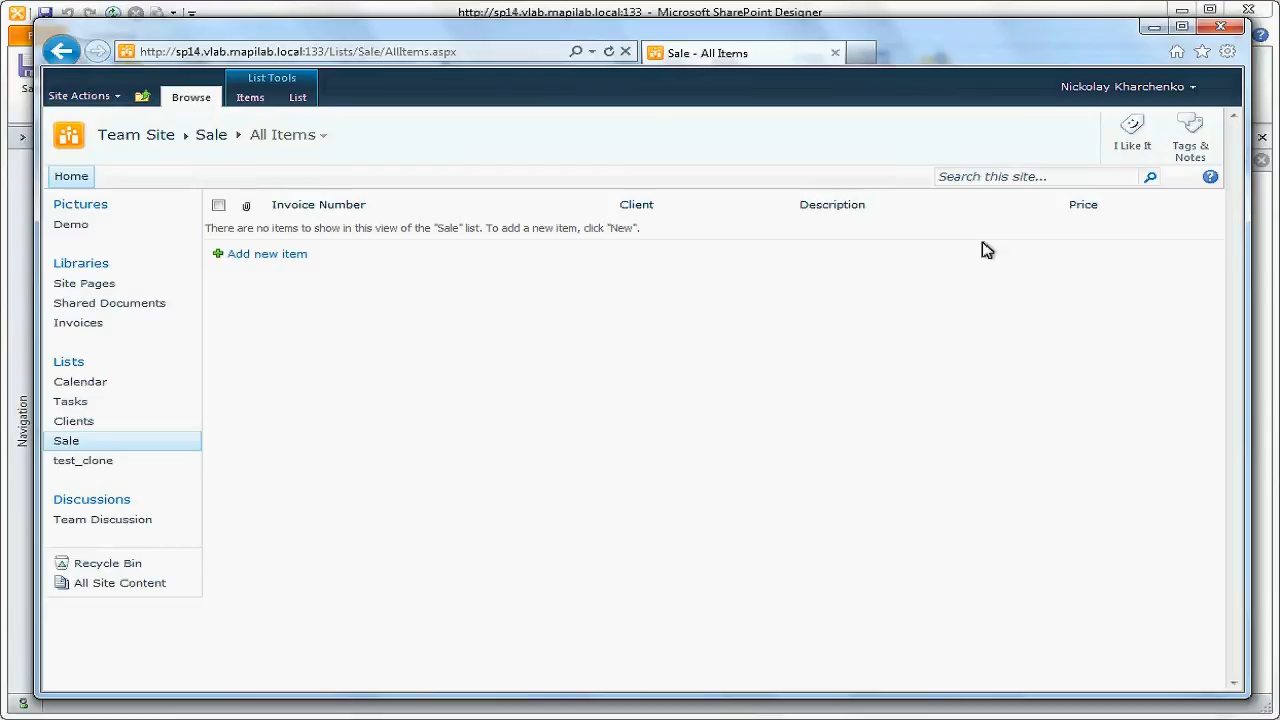 http://sp14.vlab.mapilab.local:133 - Microsoft SharePoint Designer
http://sp14.vlab.mapilab.local:133/Lists/Sale/AllItems.aspx
Sale - All Items
List Tools
Site Actions
Browse
Items
List
Nickolay Kharchenko
Team Site
Sale
All Items
I Like It
Tags &
Notes
Home
Search this site...
Pictures
Demo
Libraries
Site Pages
Shared Documents
Invoices
Lists
Calendar
Tasks
Clients
Sale
test_clone
Discussions
Team Discussion
Recycle Bin
All Site Content
Invoice Number Client Description Price
There are no items to show in this view of the "Sale" list. To add a new item, click "New".
Add new item
Navigation